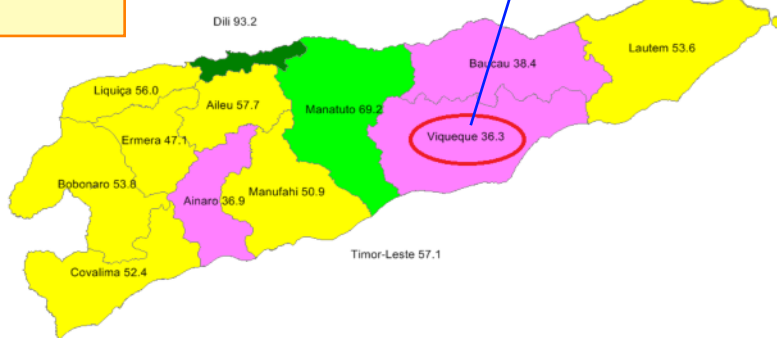 Dili 93.2
Lautem 53.6
Baucau 38.4
Liquiça 56.0
Aileu 57.7
Manatuto 69.2
Ermera 47.1
Viqueque 36.3
Bobonaro 53.8
Ainaro 36.9
Manufahi 50.9
Timor-Leste 57.1
Covalima 52.4